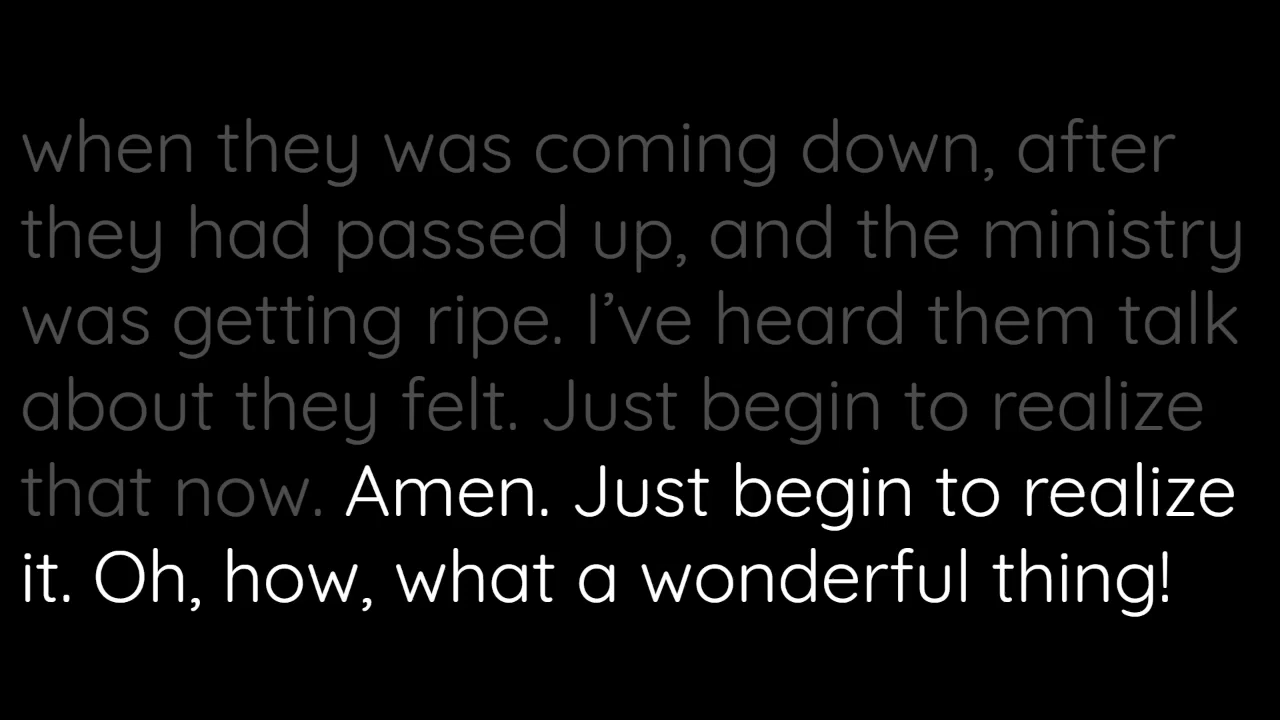 when they was coming down, after
they had passed up, and the ministry
was getting ripe. I’ve heard them talk
about they felt. Just begin to realize
that now. Amen. Just begin to realize
it. Oh, how, what a wonderful thing!